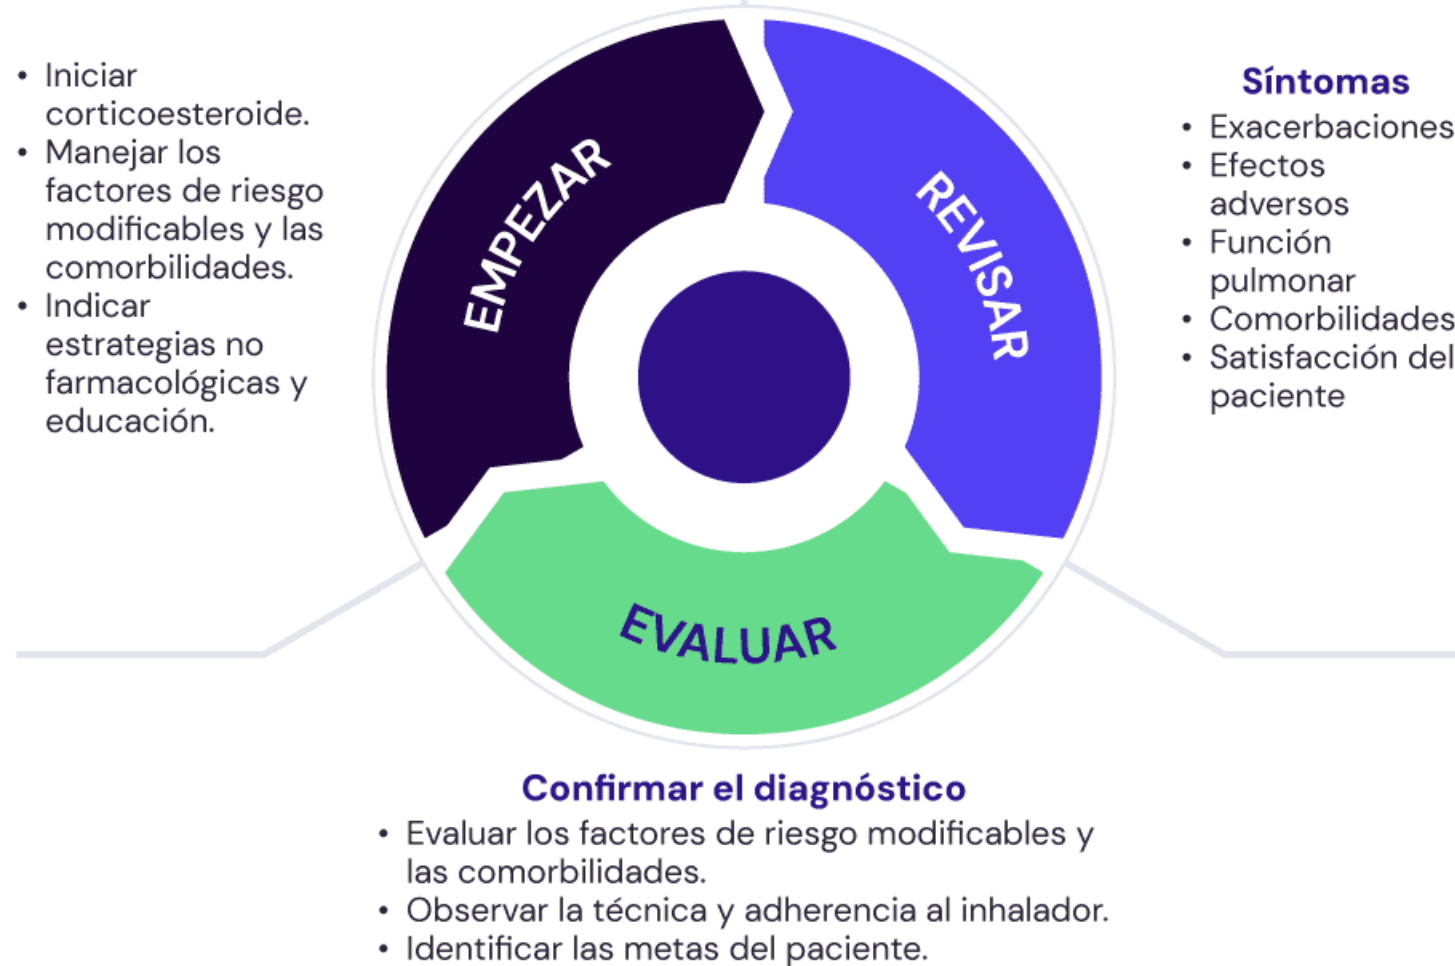 • Iniciar
corticoesteroide.
• Manejar los
factores de riesgo
modificables y las
comorbilidades.
• Indicar
estrategias no
farmacológicas y
educación.
EMPEZAR
REVISAR
Síntomas
• Exacerbaciones
• Efectos
adversos
• Función
pulmonar
• Comorbilidades
• Satisfacción del
paciente
EVALUAR
Confirmar el diagnóstico
• Evaluar los factores de riesgo modificables y
las comorbilidades.
• Observar la técnica y adherencia al inhalador.
• Identificar las metas del paciente.